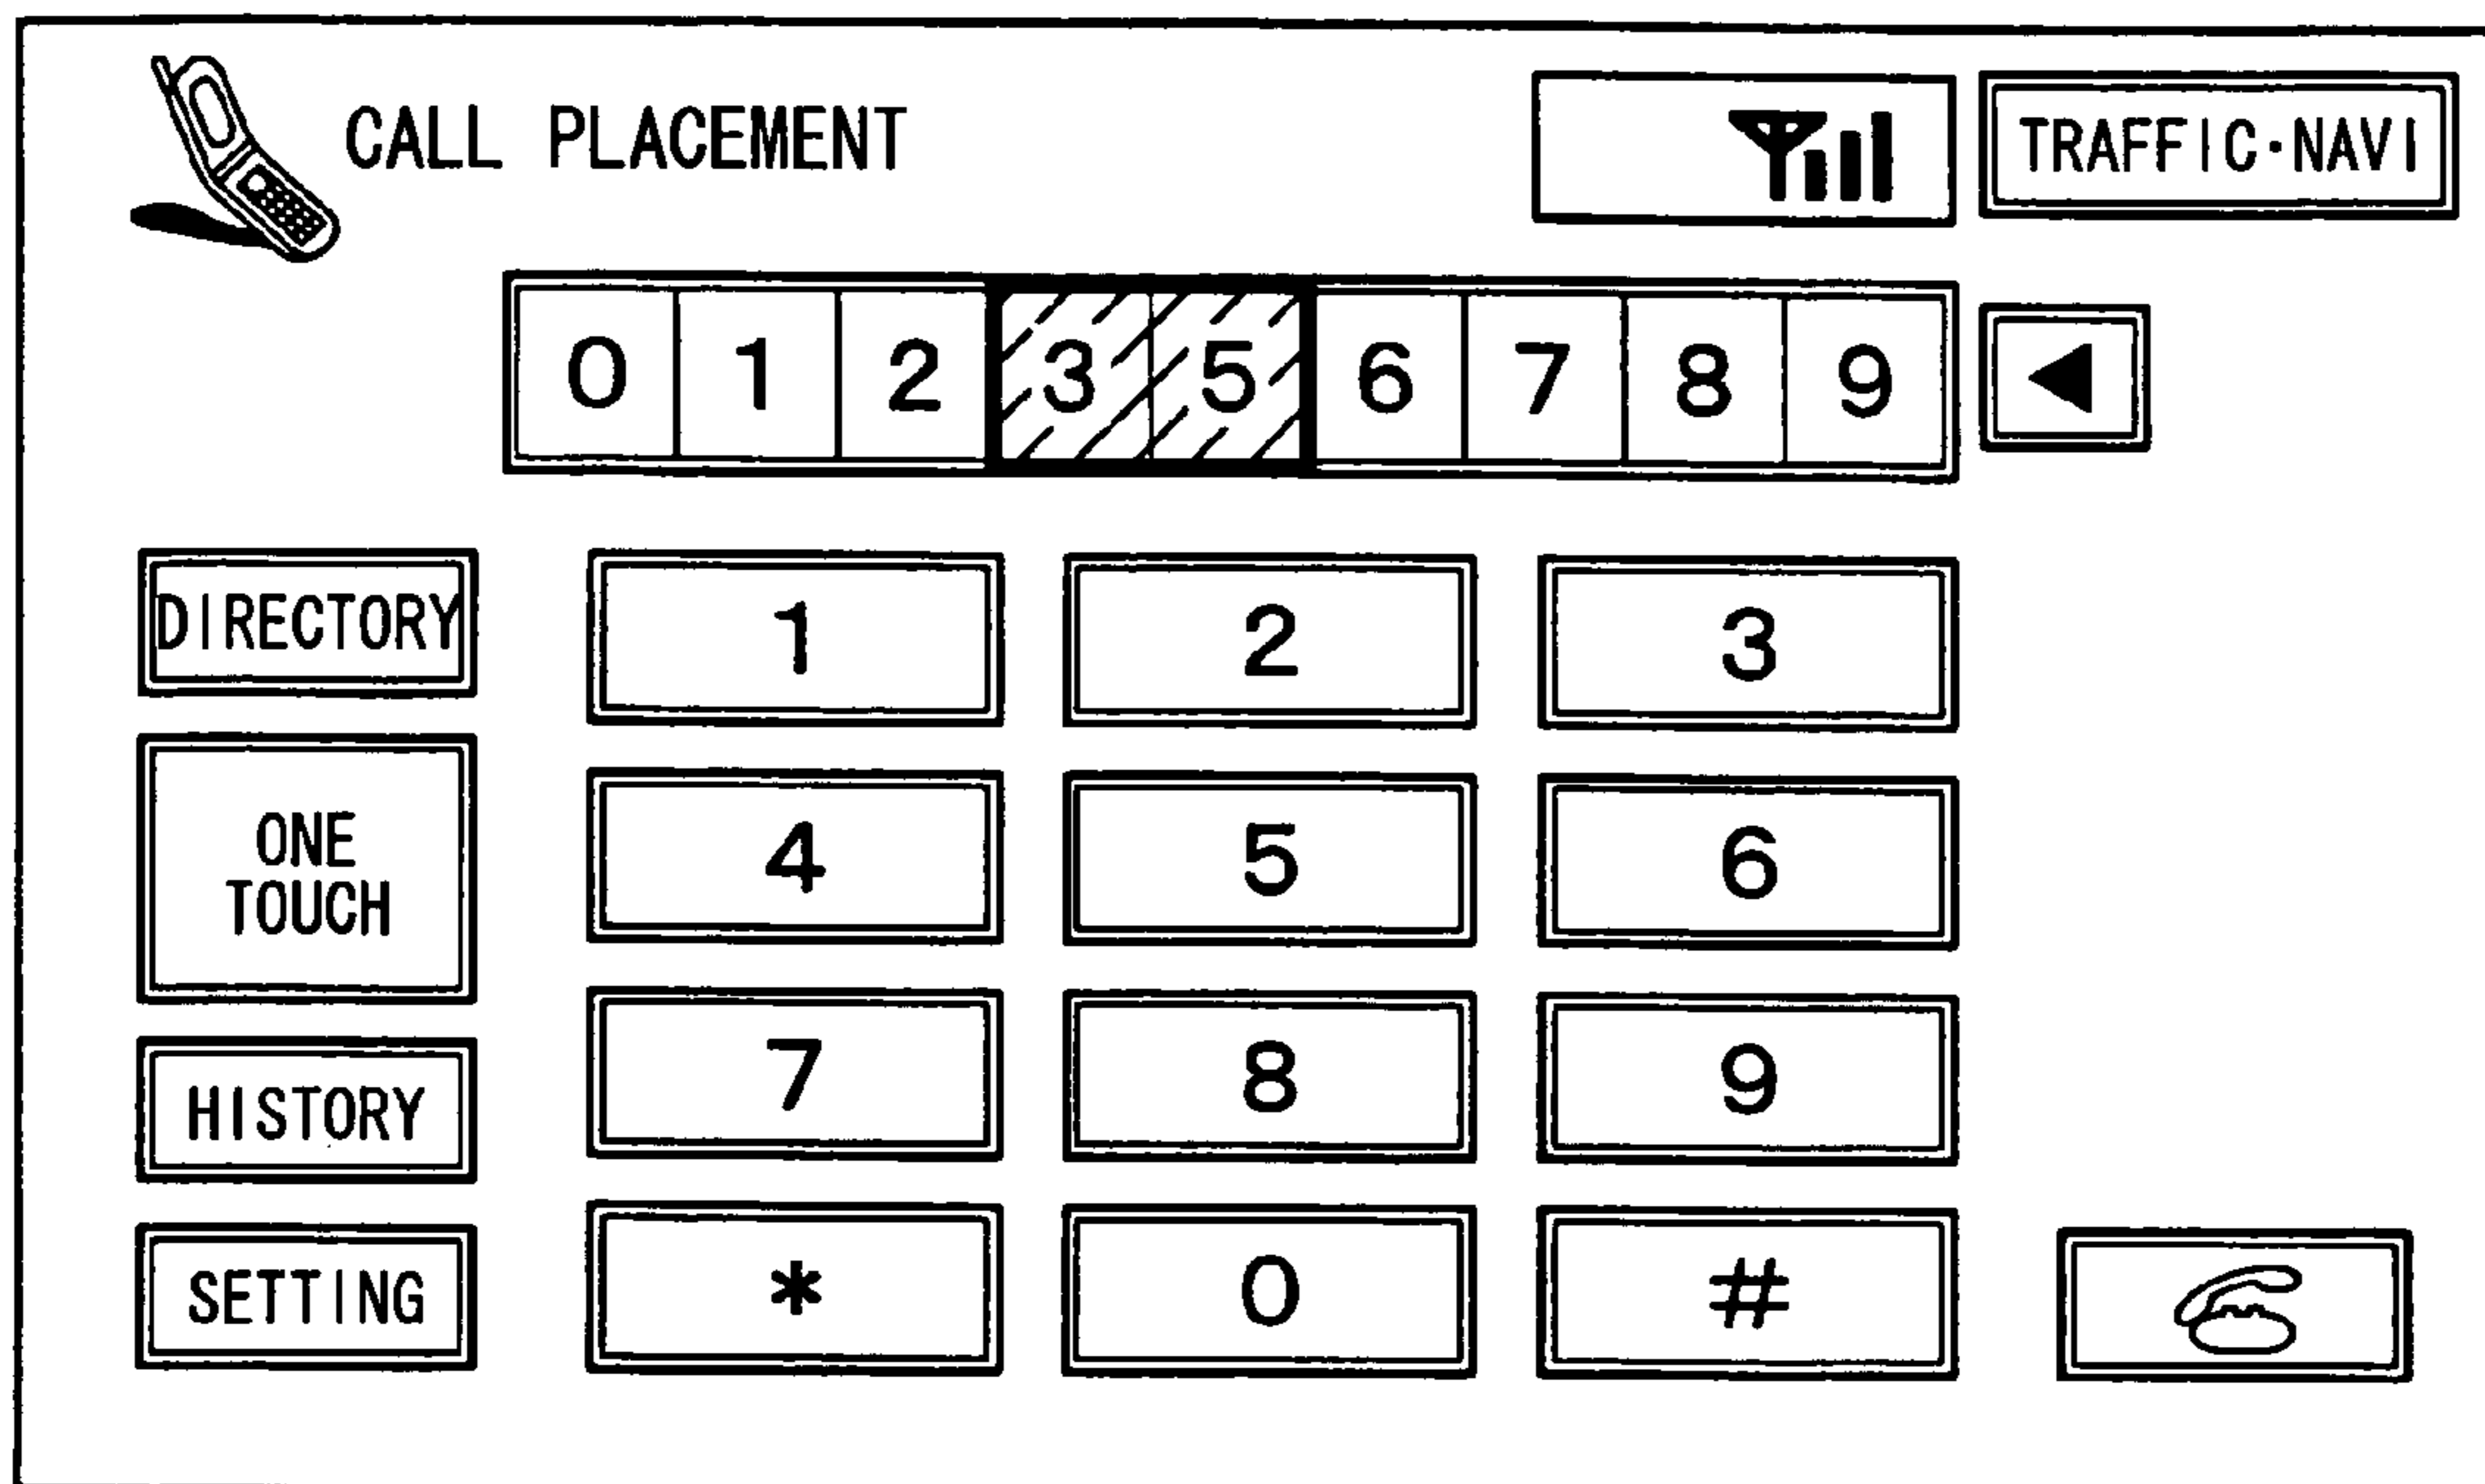 CALL PLACEMENT
TRAFFIC・NAVI
0 1 2 3 5 6 7 8 9
DIRECTORY
1 2 3
ONE
TOUCH
4 5 6
HISTORY
7 8 9
SETTING
* 0 #